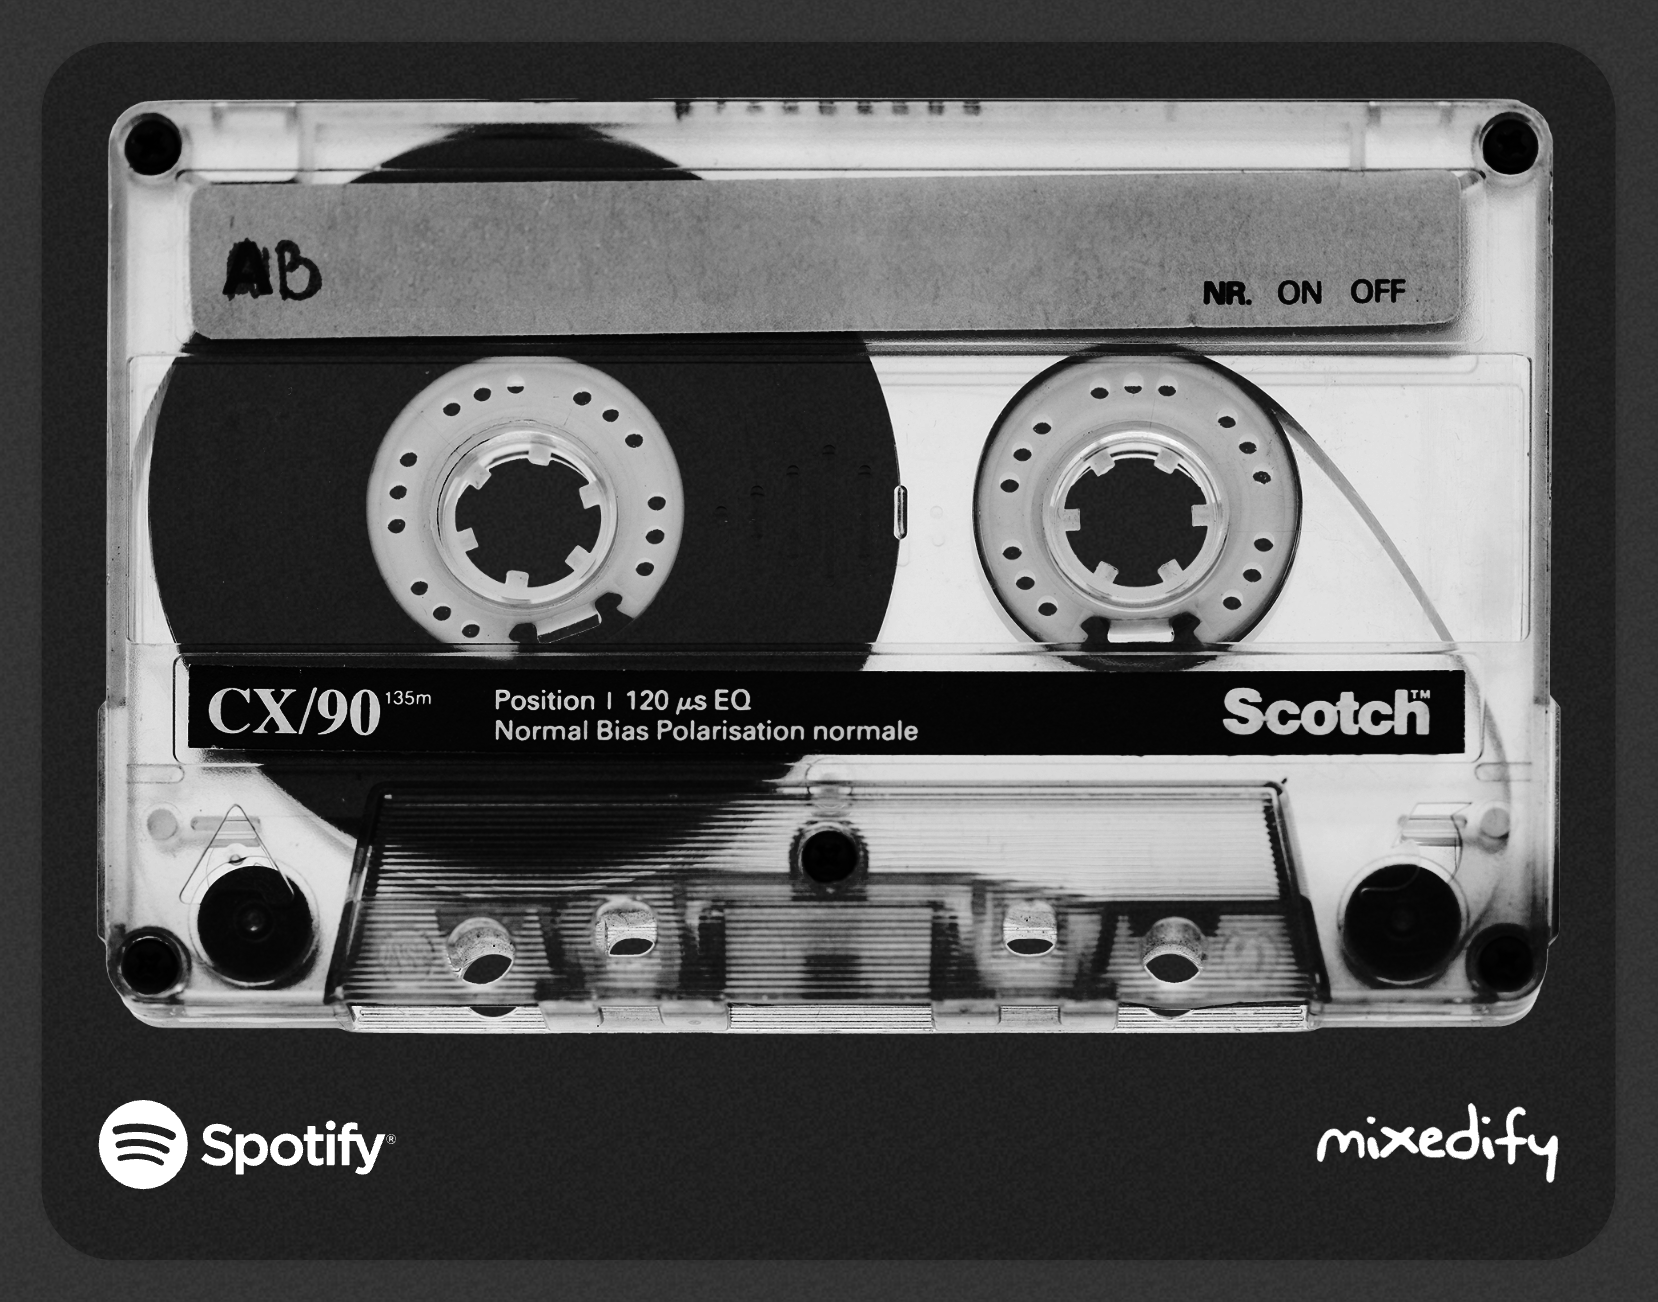 AB
NR. ON OFF
CX/90 135m
Position I 120 µs EQ
Normal Bias Polarisation normale
Scotch™
Spotify®
mixedify